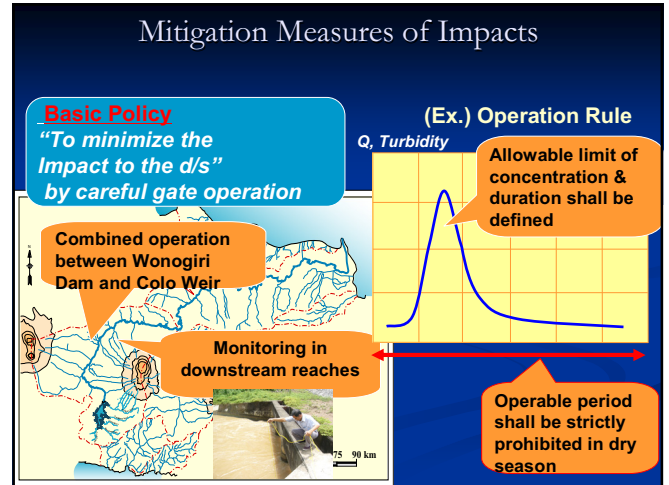 Mitigation Measures of Impacts
Basic Policy
“To minimize the
Impact to the d/s”
by careful gate operation
(Ex.) Operation Rule
Q, Turbidity
Allowable limit of
concentration &
duration shall be
defined
Combined operation
between Wonogiri
Dam and Colo Weir
Monitoring in
downstream reaches
75 90 km
Operable period
shall be strictly
prohibited in dry
season